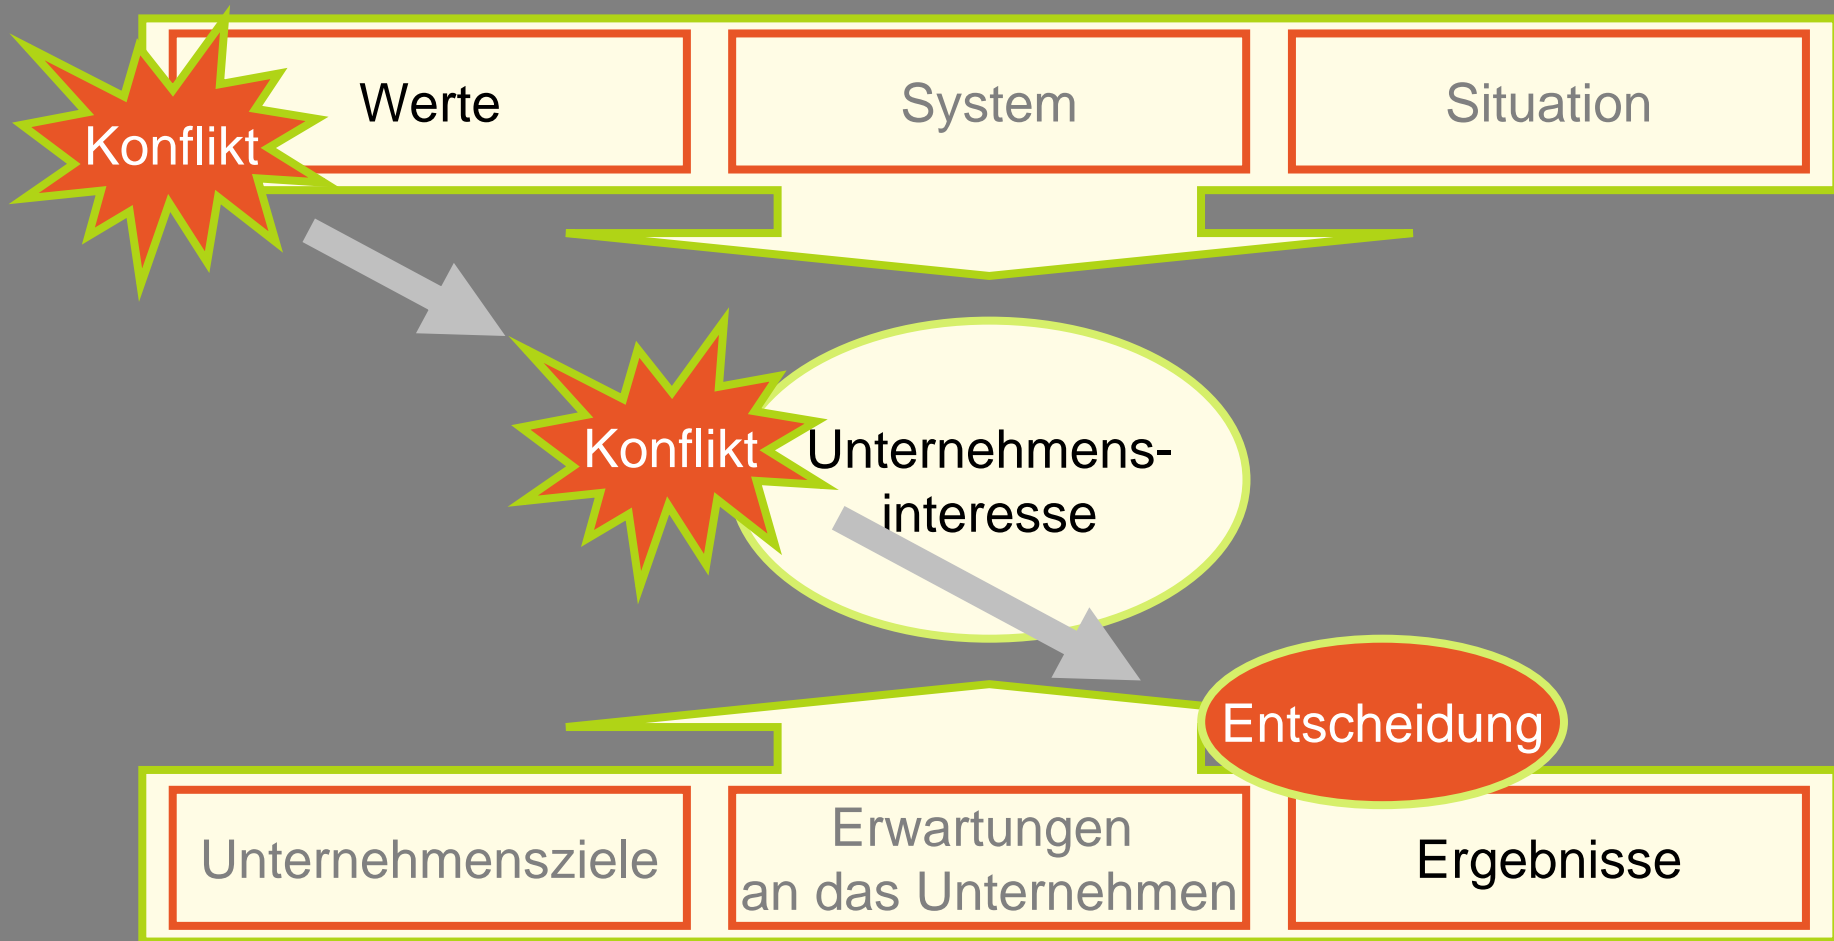 Werte
System
Situation
Konflikt
Konflikt
Unternehmens-
interesse
Entscheidung
Unternehmensziele
Erwartungen
an das Unternehmen
Ergebnisse